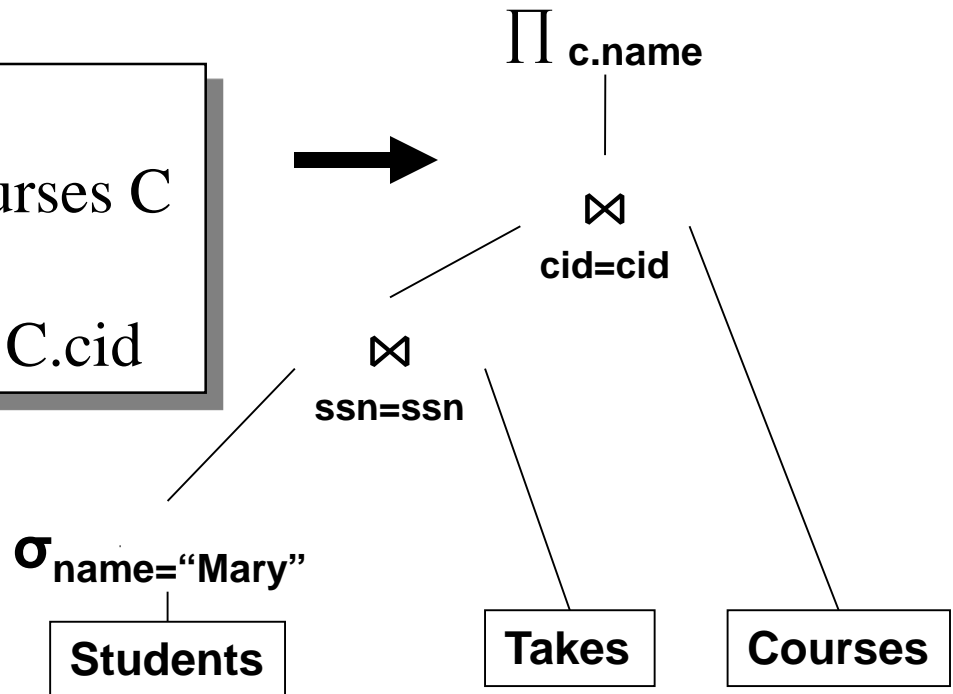 ∏ c.name
urses C
⋈
cid=cid
C.cid
⋈
ssn=ssn
σname=“Mary”
Students
Takes
Courses